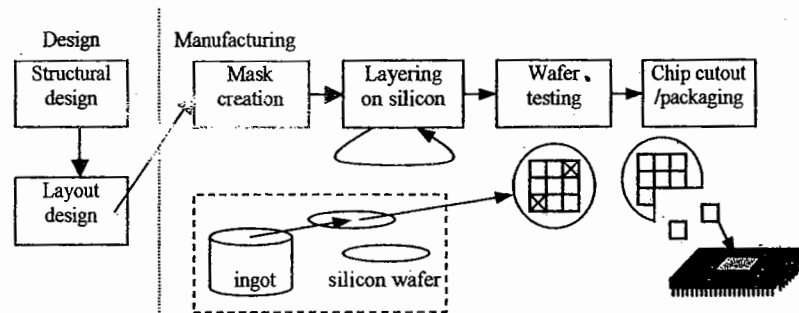 Design
Manufacturing
Structural
design
Layout
design
Mask
creation
Layering
on silicon
Wafer
testing
Chip cutout
/packaging
ingot
silicon wafer